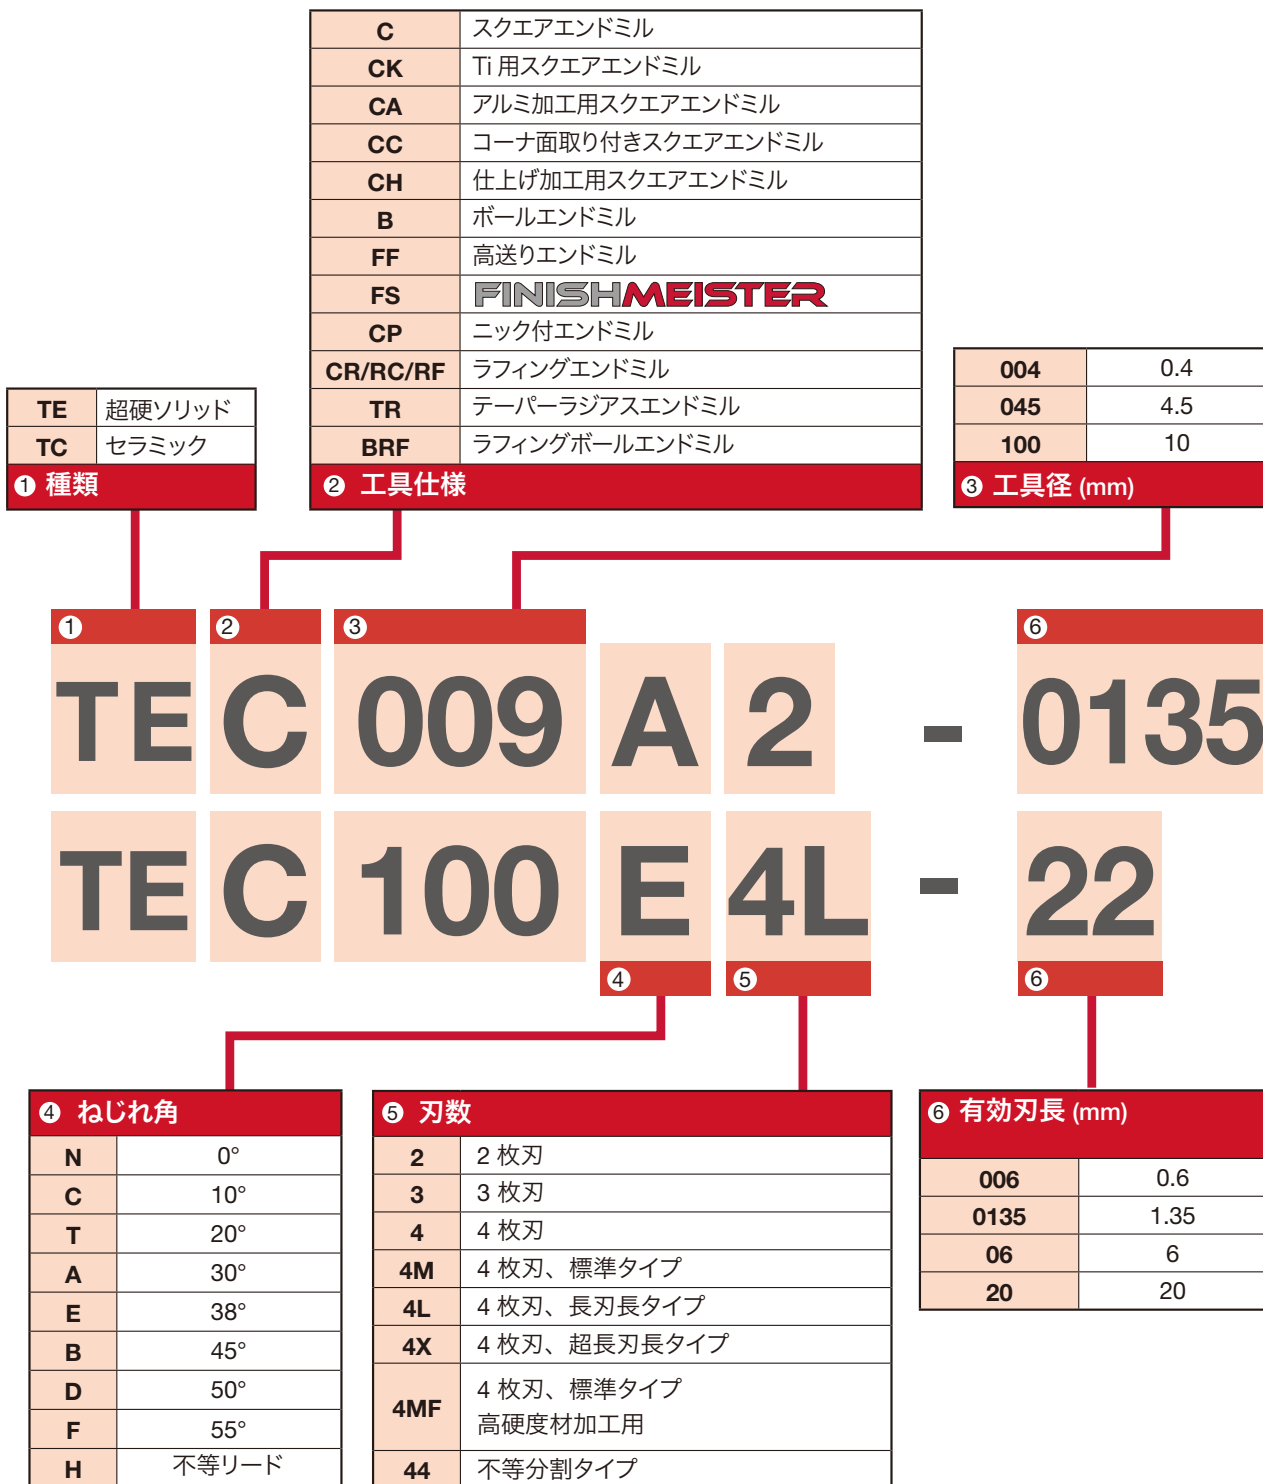 C スクエアエンドミル
CK Ti 用スクエアエンドミル
CA アルミ加工用スクエアエンドミル
CC コーナ面取り付きスクエアエンドミル
CH 仕上げ加工用スクエアエンドミル
B ボールエンドミル
FF 高送りエンドミル
FS FINISHMEISTER
CP ニック付エンドミル
CR/RC/RF ラフィングエンドミル
TR テーパーラジアスエンドミル
BRF ラフィングボールエンドミル
② 工具仕様
TE 超硬ソリッド
TC セラミック
① 種類
004 0.4
045 4.5
100 10
③ 工具径 (mm)
① ② ③ ⑥
TE C 009 A 2 - 0135
TE C 100 E 4L - 22
④ ⑤ ⑥
④ ねじれ角
N 0°
C 10°
T 20°
A 30°
E 38°
B 45°
D 50°
F 55°
H 不等リード
⑤ 刃数
2 2 枚刃
3 3 枚刃
4 4 枚刃
4M 4 枚刃、標準タイプ
4L 4 枚刃、長刃長タイプ
4X 4 枚刃、超長刃長タイプ
4MF 4 枚刃、標準タイプ
高硬度材加工用
44 不等分割タイプ
⑥ 有効刃長 (mm)
006 0.6
0135 1.35
06 6
20 20